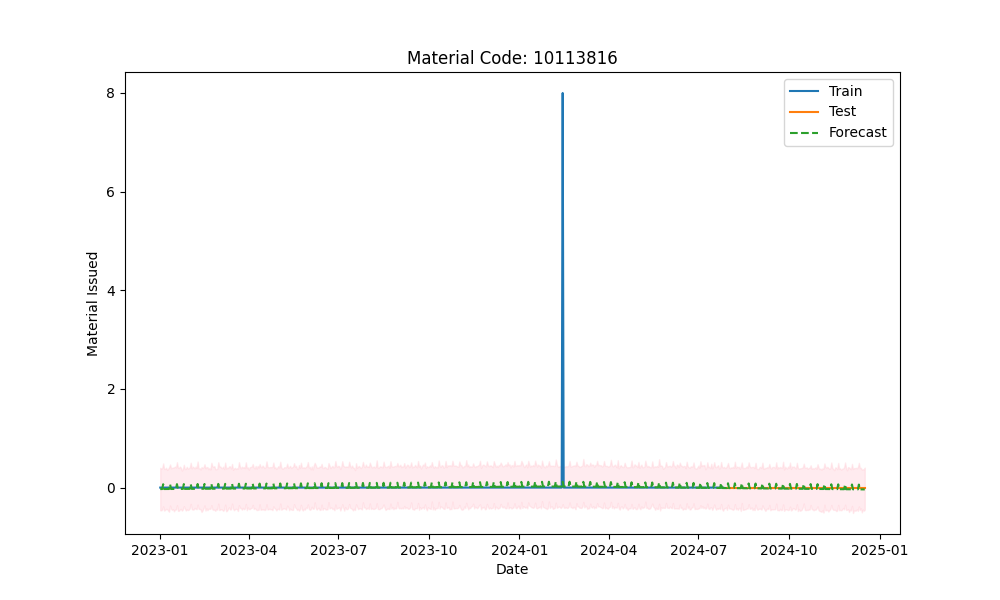 Material Code: 10113816
Train
Test
Forecast
Material Issued
8
6
4
2
0
2023-01 2023-04 2023-07 2023-10 2024-01 2024-04 2024-07 2024-10 2025-01
Date